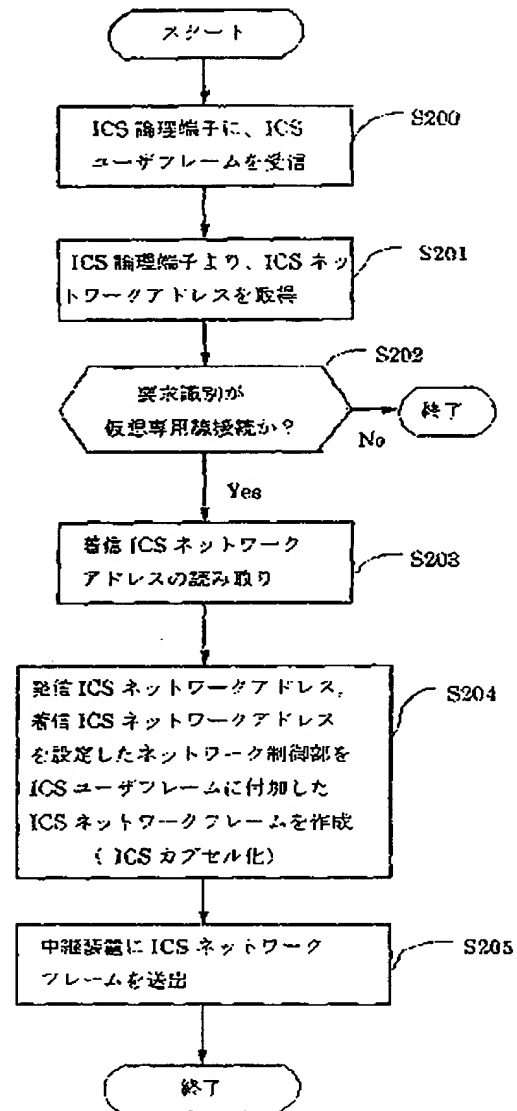 スタート
ICS 論理端子に、ICS
ユーザフレームを受信
S200
ICS 論理端子より、ICS ネッ
トワークアドレスを取得
S201
S202
要求識別が
仮想専用線接続か?
終了
No
Yes
着信 ICS ネットワーク
アドレスの読み取り
S203
発信 ICS ネットワークアドレス,
着信 ICS ネットワークアドレス
を設定したネットワーク制御部を
ICS ユーザフレームに付加した
ICS ネットワークフレームを作成
( ICS カプセル化)
S204
中継装置に ICS ネットワーク
フレームを送出
S205
終了